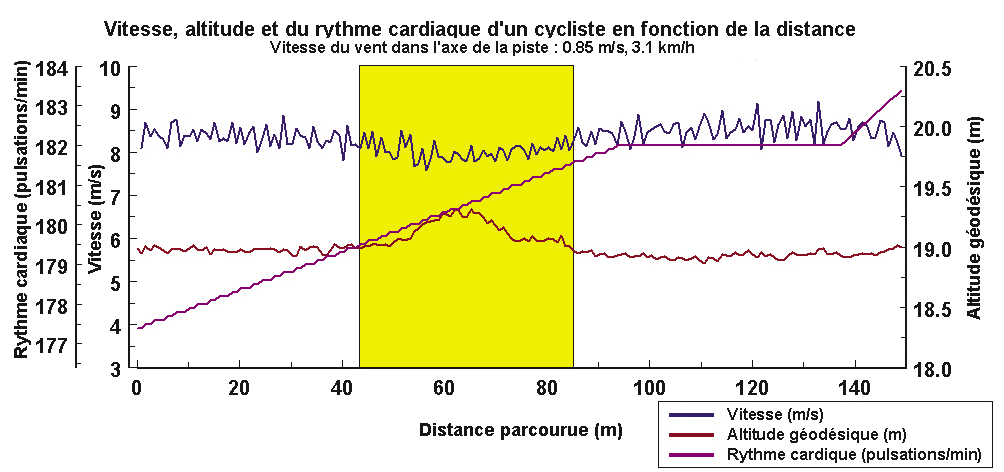 Vitesse, altitude et du rythme cardiaque d'un cycliste en fonction de la distance
Vitesse du vent dans l'axe de la piste : 0.85 m/s, 3.1 km/h
Rythme cardiaque (pulsations/min)
184
183
182
181
180
179
178
177
Vitesse (m/s)
10
9
8
7
6
5
4
3
20.5
20.0
19.5
19.0
18.5
18.0
Altitude géodésique (m)
0 20 40 60 80 100 120 140
Distance parcourue (m)
Vitesse (m/s)
Altitude géodésique (m)
Rythme cardique (pulsations/min)